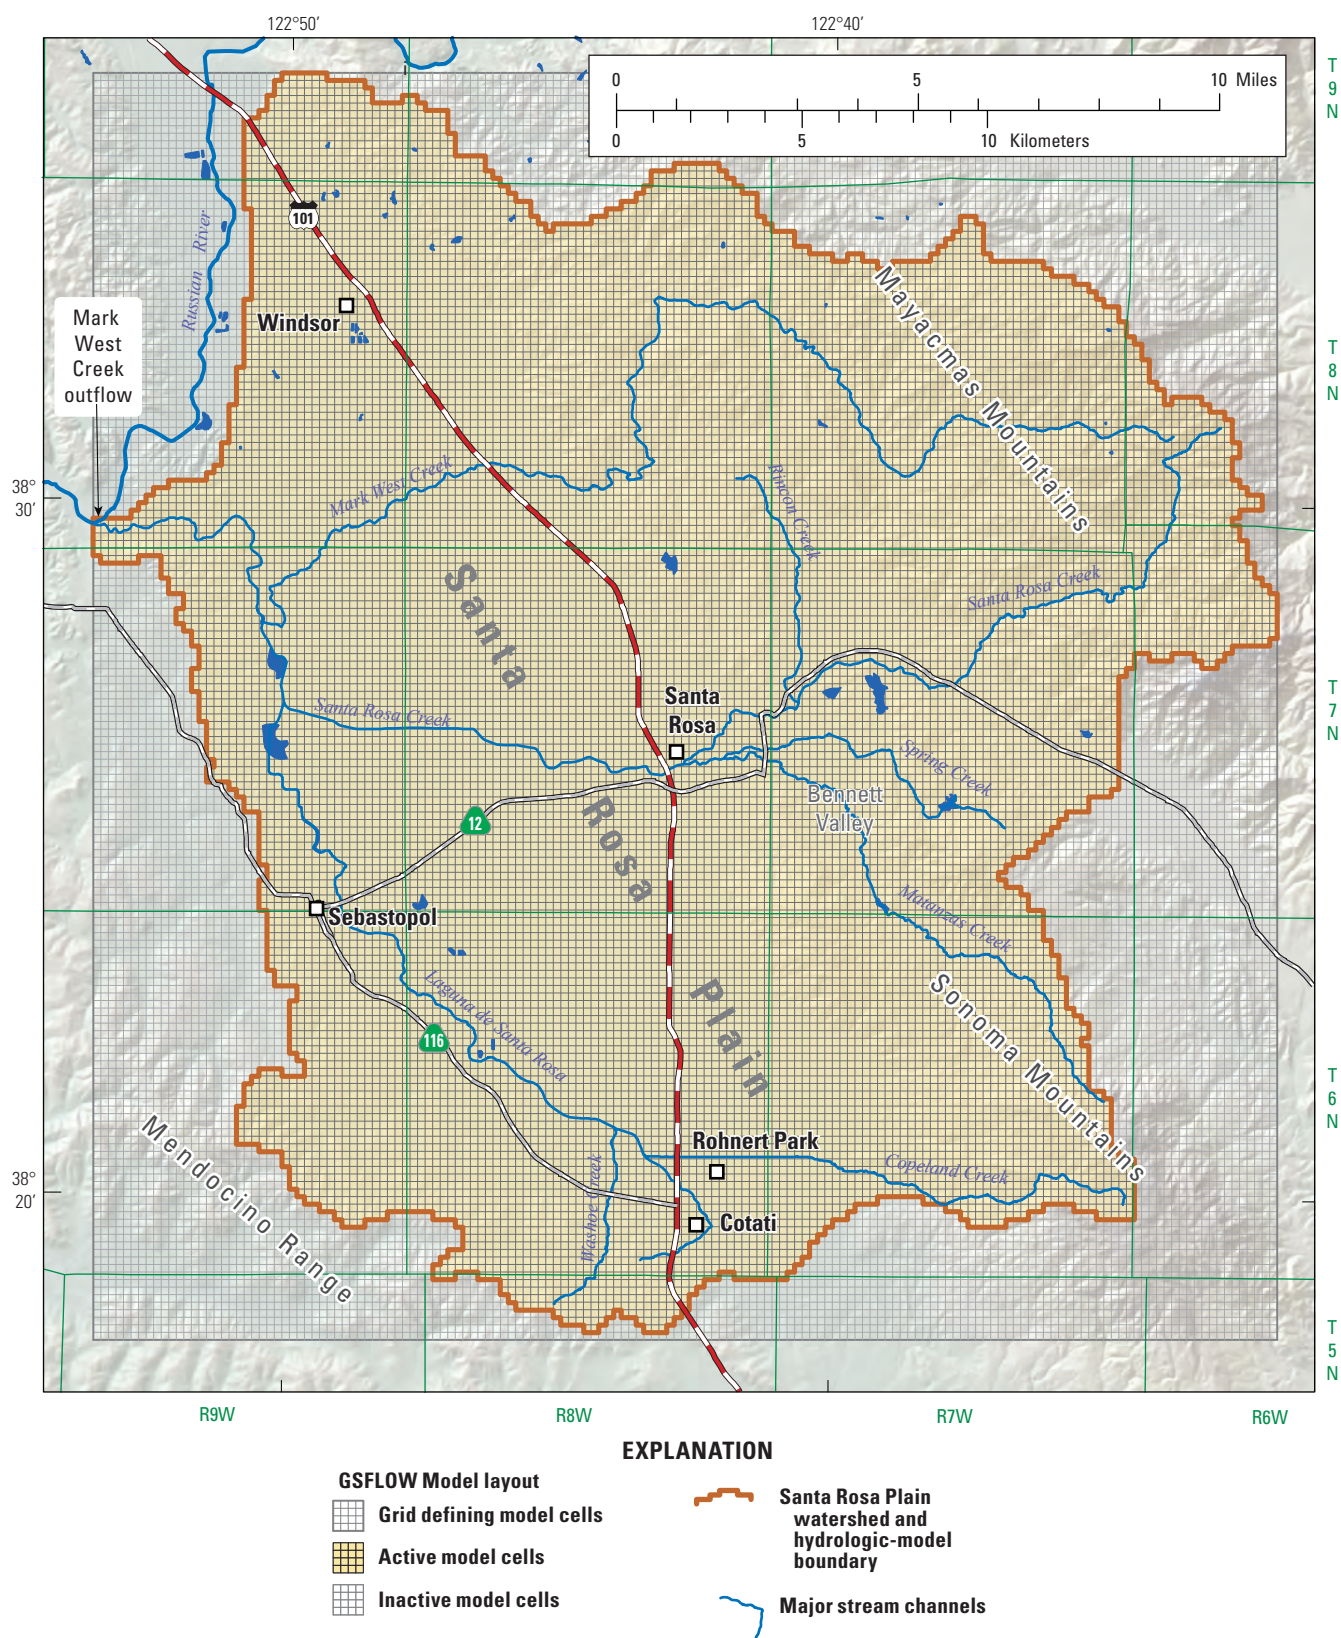 122°50′
122°40′
0
5
10 Miles
0
5
10 Kilometers
T
9
N
101
Russian River
Windsor
Mark
West
Creek
outflow
Mayacmas Mountains
T
8
N
Mark West Creek
Rincon Creek
38°
30′
Santa Rosa Creek
Santa
Rosa
Plain
Santa Rosa Creek
Santa
Rosa
T
7
N
Spring Creek
Bennett
Valley
12
Matanzas Creek
Sebastopol
Laguna de Santa Rosa
Sonoma Mountains
116
T
6
N
Mendocino Range
Rohnert Park
Copeland Creek
38°
20′
Washoe Creek
Cotati
T
5
N
R9W
R8W
R7W
R6W
EXPLANATION
GSFLOW Model layout
Grid defining model cells
Active model cells
Inactive model cells
Santa Rosa Plain
watershed and
hydrologic-model
boundary
Major stream channels